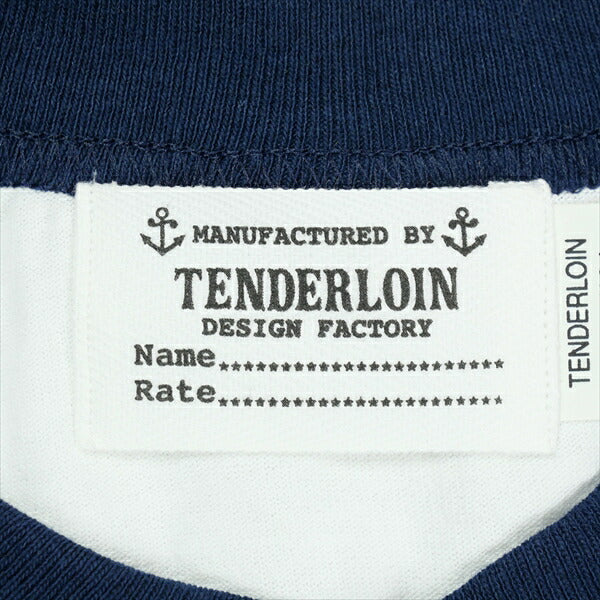 MANUFACTURED BY
TENDERLOIN
DESIGN FACTORY
Name.......................
Rate.......................
TENDERLOIN